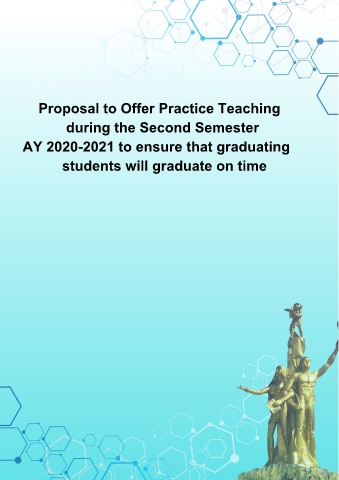 Proposal to Offer Practice Teaching
during the Second Semester
AY 2020-2021 to ensure that graduating
students will graduate on time